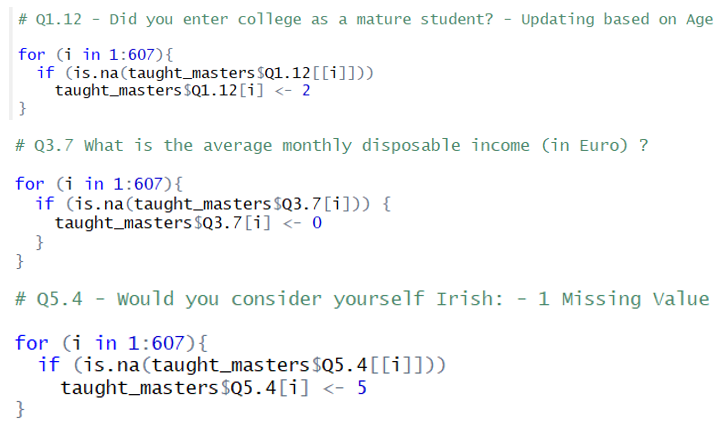 # Q1.12 - Did you enter college as a mature student? - Updating based on Age
for (i in 1:607){
if (is.na(taught_masters$Q1.12[[i]]))
taught_masters$Q1.12[i] <- 2
}
# Q3.7 What is the average monthly disposable income (in Euro) ?
for (i in 1:607){
if (is.na(taught_masters$Q3.7[i])) {
taught_masters$Q3.7[i] <- 0
}
}
# Q5.4 - Would you consider yourself Irish: - 1 Missing Value
for (i in 1:607){
if (is.na(taught_masters$Q5.4[[i]]))
taught_masters$Q5.4[i] <- 5
}